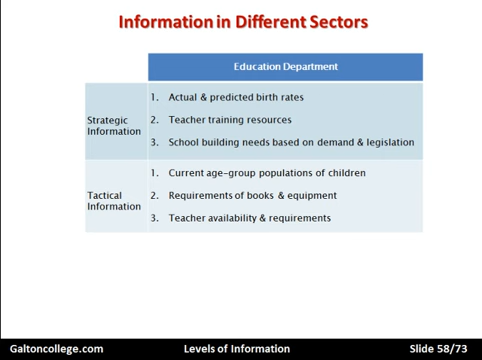 Information in Different Sectors
Education Department
Strategic
Information
1. Actual & predicted birth rates
2. Teacher training resources
3. School building needs based on demand & legislation
Tactical
Information
1. Current age-group populations of children
2. Requirements of books & equipment
3. Teacher availability & requirements
Galtoncollege.com Levels of Information Slide 58/73